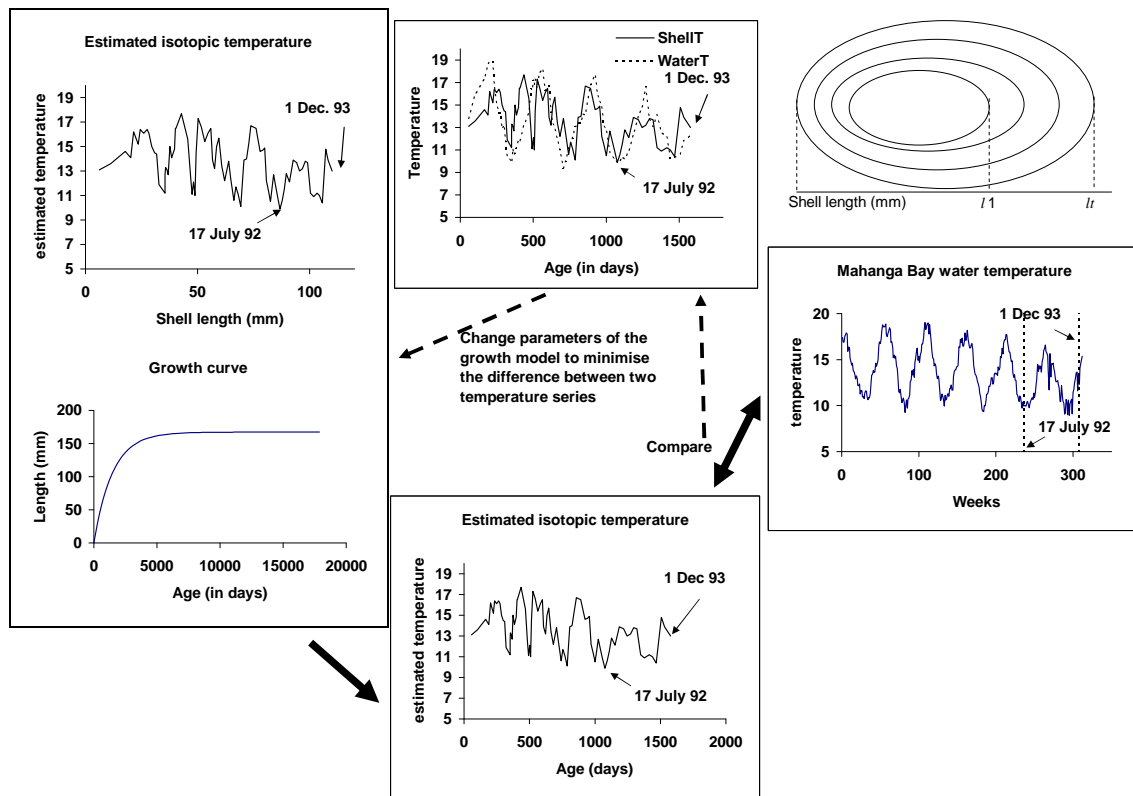 Estimated isotopic temperature
estimated temperature
19
17
15
13
11
9
7
5
1 Dec. 93
17 July 92
0
50
100
Shell length (mm)
Growth curve
Length (mm)
200
150
100
50
0
0
5000
10000
15000
20000
Age (in days)
ShellT
WaterT
1 Dec. 93
Temperature
19
17
15
13
11
9
7
5
17 July 92
0
500
1000
1500
Age (in days)
Change parameters of the
growth model to minimise
the difference between two
temperature series
Compare
Shell length (mm)
l 1
lt
Mahanga Bay water temperature
temperature
20
15
10
5
1 Dec 93
17 July 92
0
100
200
300
Weeks
Estimated isotopic temperature
estimated temperature
19
17
15
13
11
9
7
5
1 Dec 93
17 July 92
0
500
1000
1500
2000
Age (days)